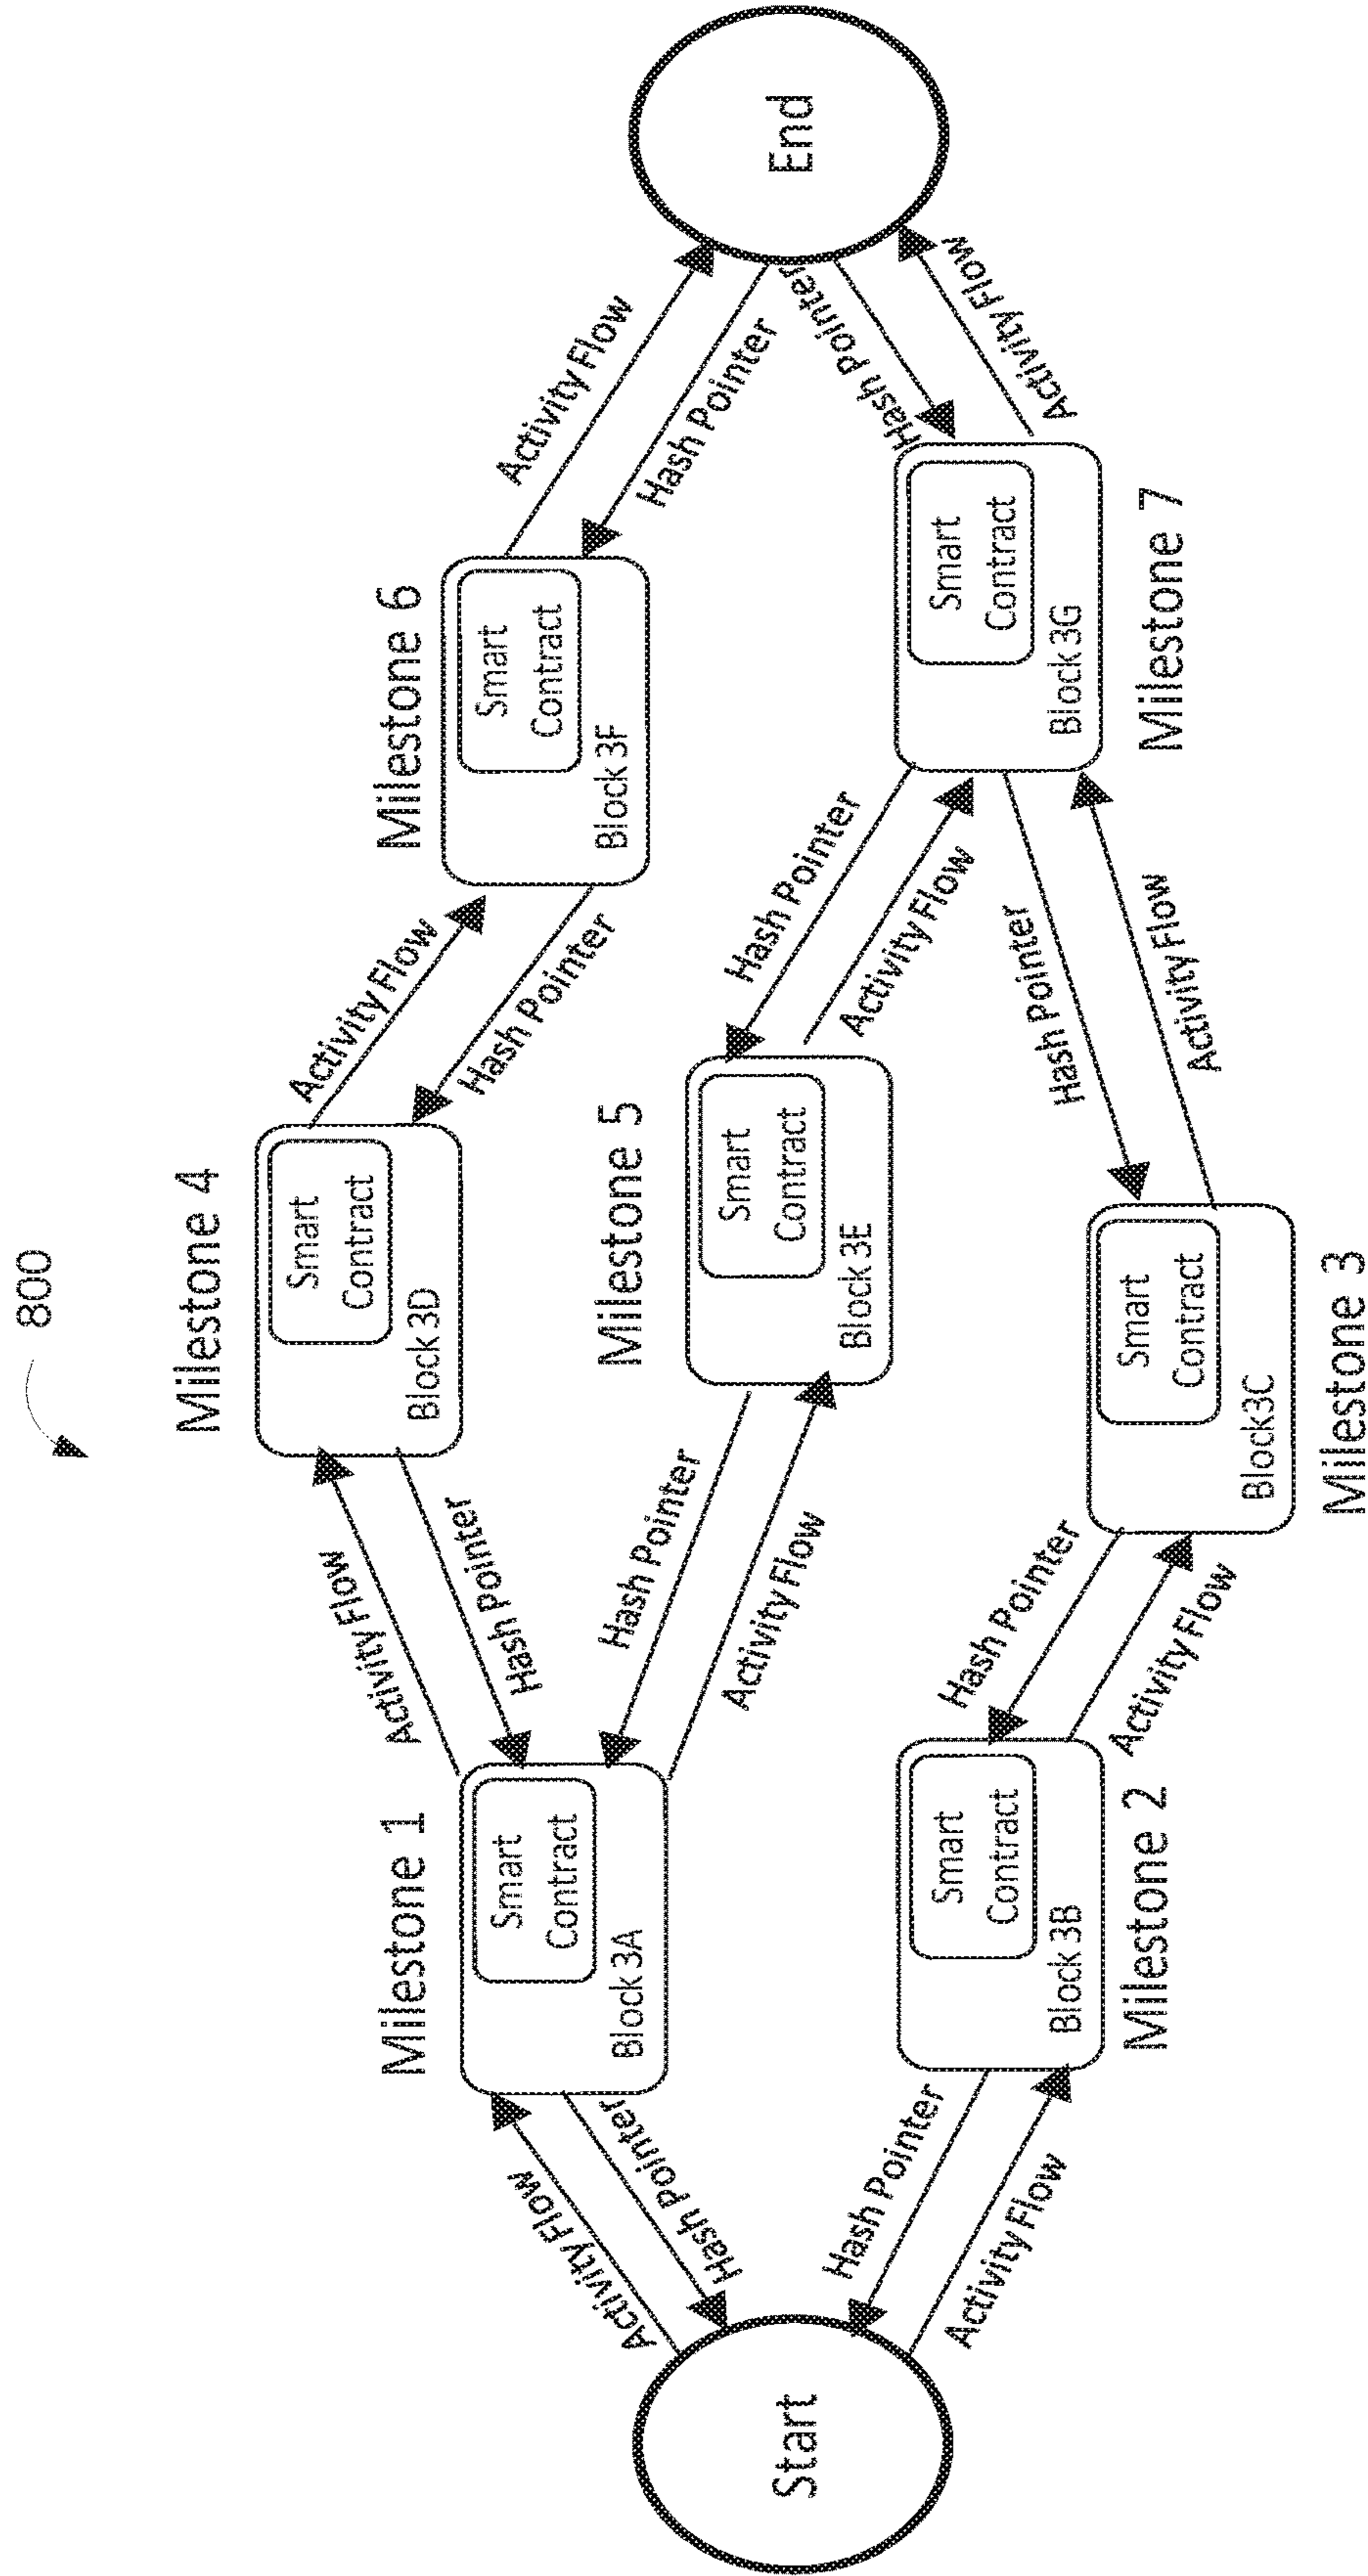 800
Milestone 4
Smart
Contract
Block 3D
Activity Flow
Hash Pointer
Activity Flow
Hash Pointer
Milestone 1
Smart
Contract
Block 3A
Milestone 6
Smart
Contract
Block 3F
Activity Flow
Hash Pointer
Activity Flow
Hash Pointer
Milestone 5
Smart
Contract
Block 3E
Hash Pointer
Activity Flow
Hash Pointer
Activity Flow
Start
End
Hash Pointer
Activity Flow
Hash Pointer
Activity Flow
Milestone 2
Smart
Contract
Block 3B
Hash Pointer
Activity Flow
Milestone 3
Smart
Contract
Block3C
Hash Pointer
Activity Flow
Milestone 7
Smart
Contract
Block 3G